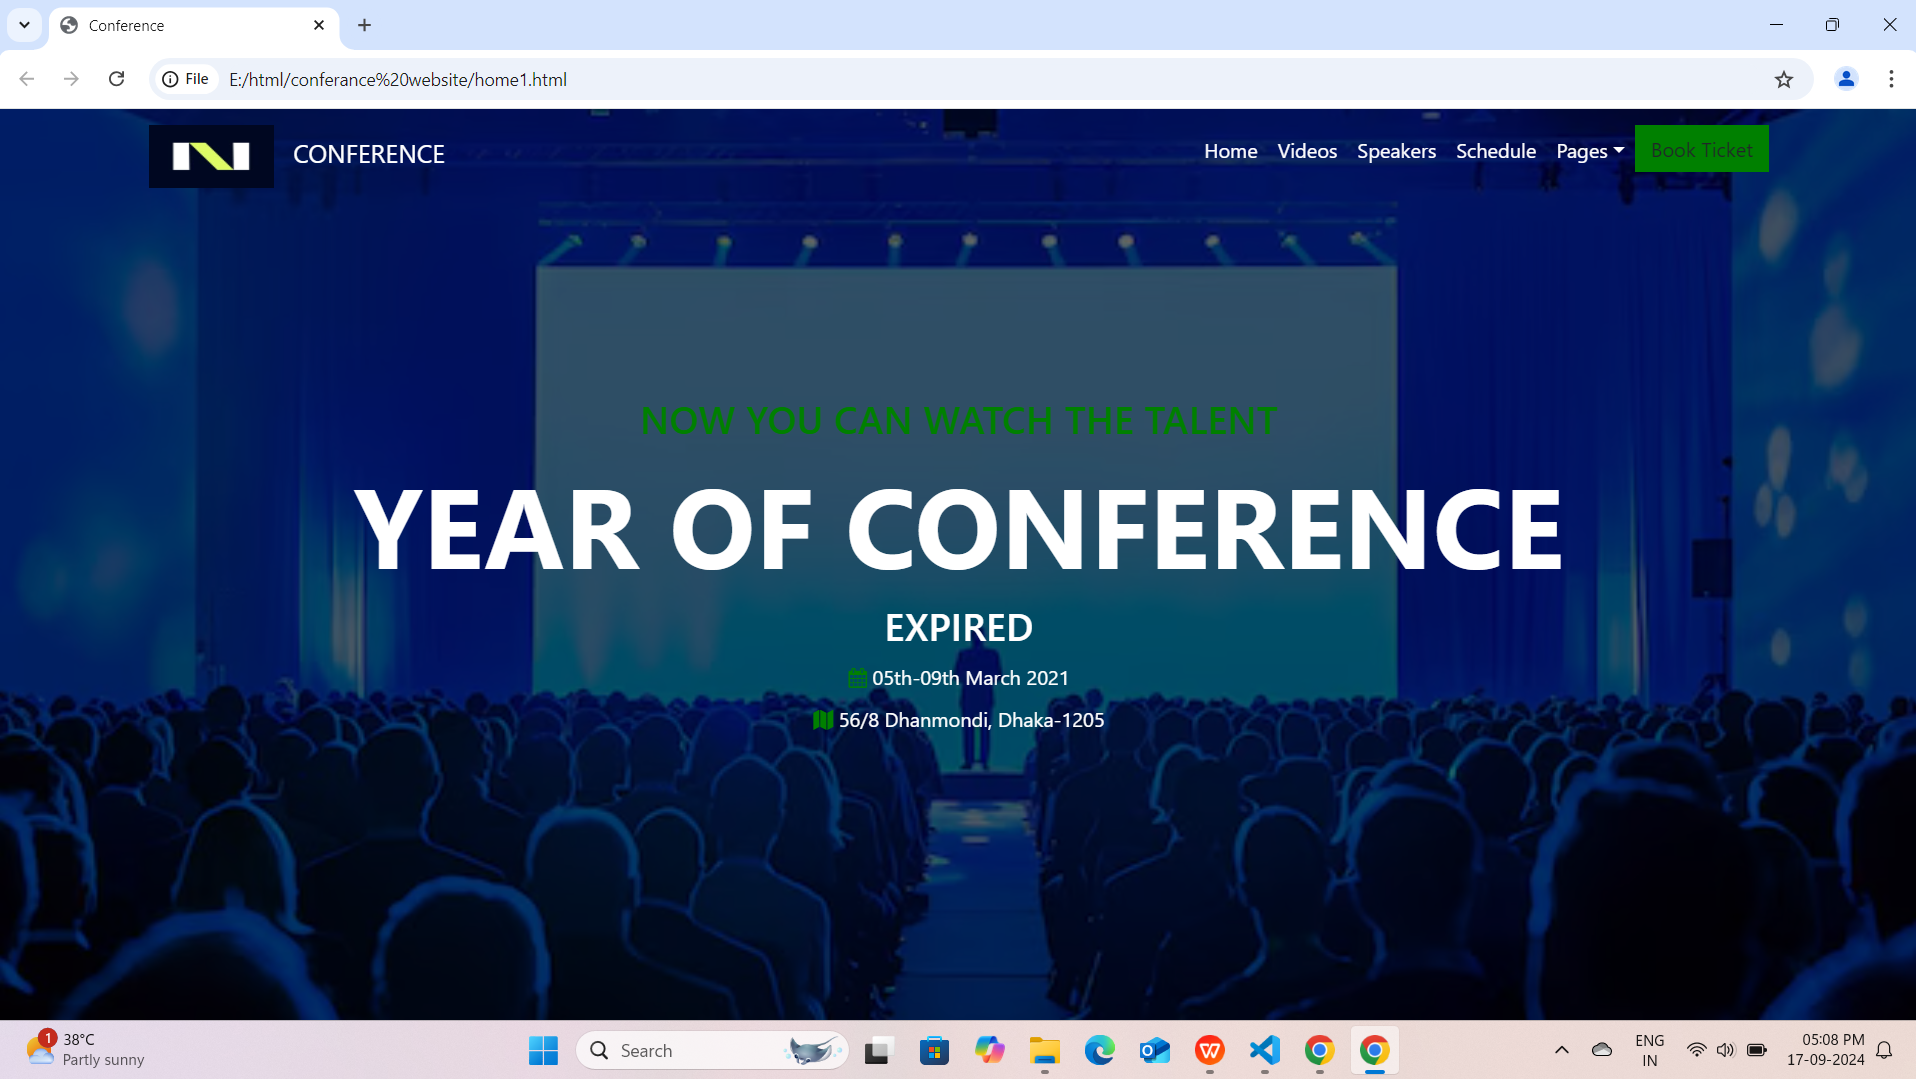 Conference
File E:/html/conferance%20website/home1.html
CONFERENCE
Home Videos Speakers Schedule Pages Book Ticket
NOW YOU CAN WATCH THE TALENT
YEAR OF CONFERENCE
EXPIRED
05th-09th March 2021
56/8 Dhanmondi, Dhaka-1205
1
38°C
Partly sunny
Search
ENG
IN
05:08 PM
17-09-2024